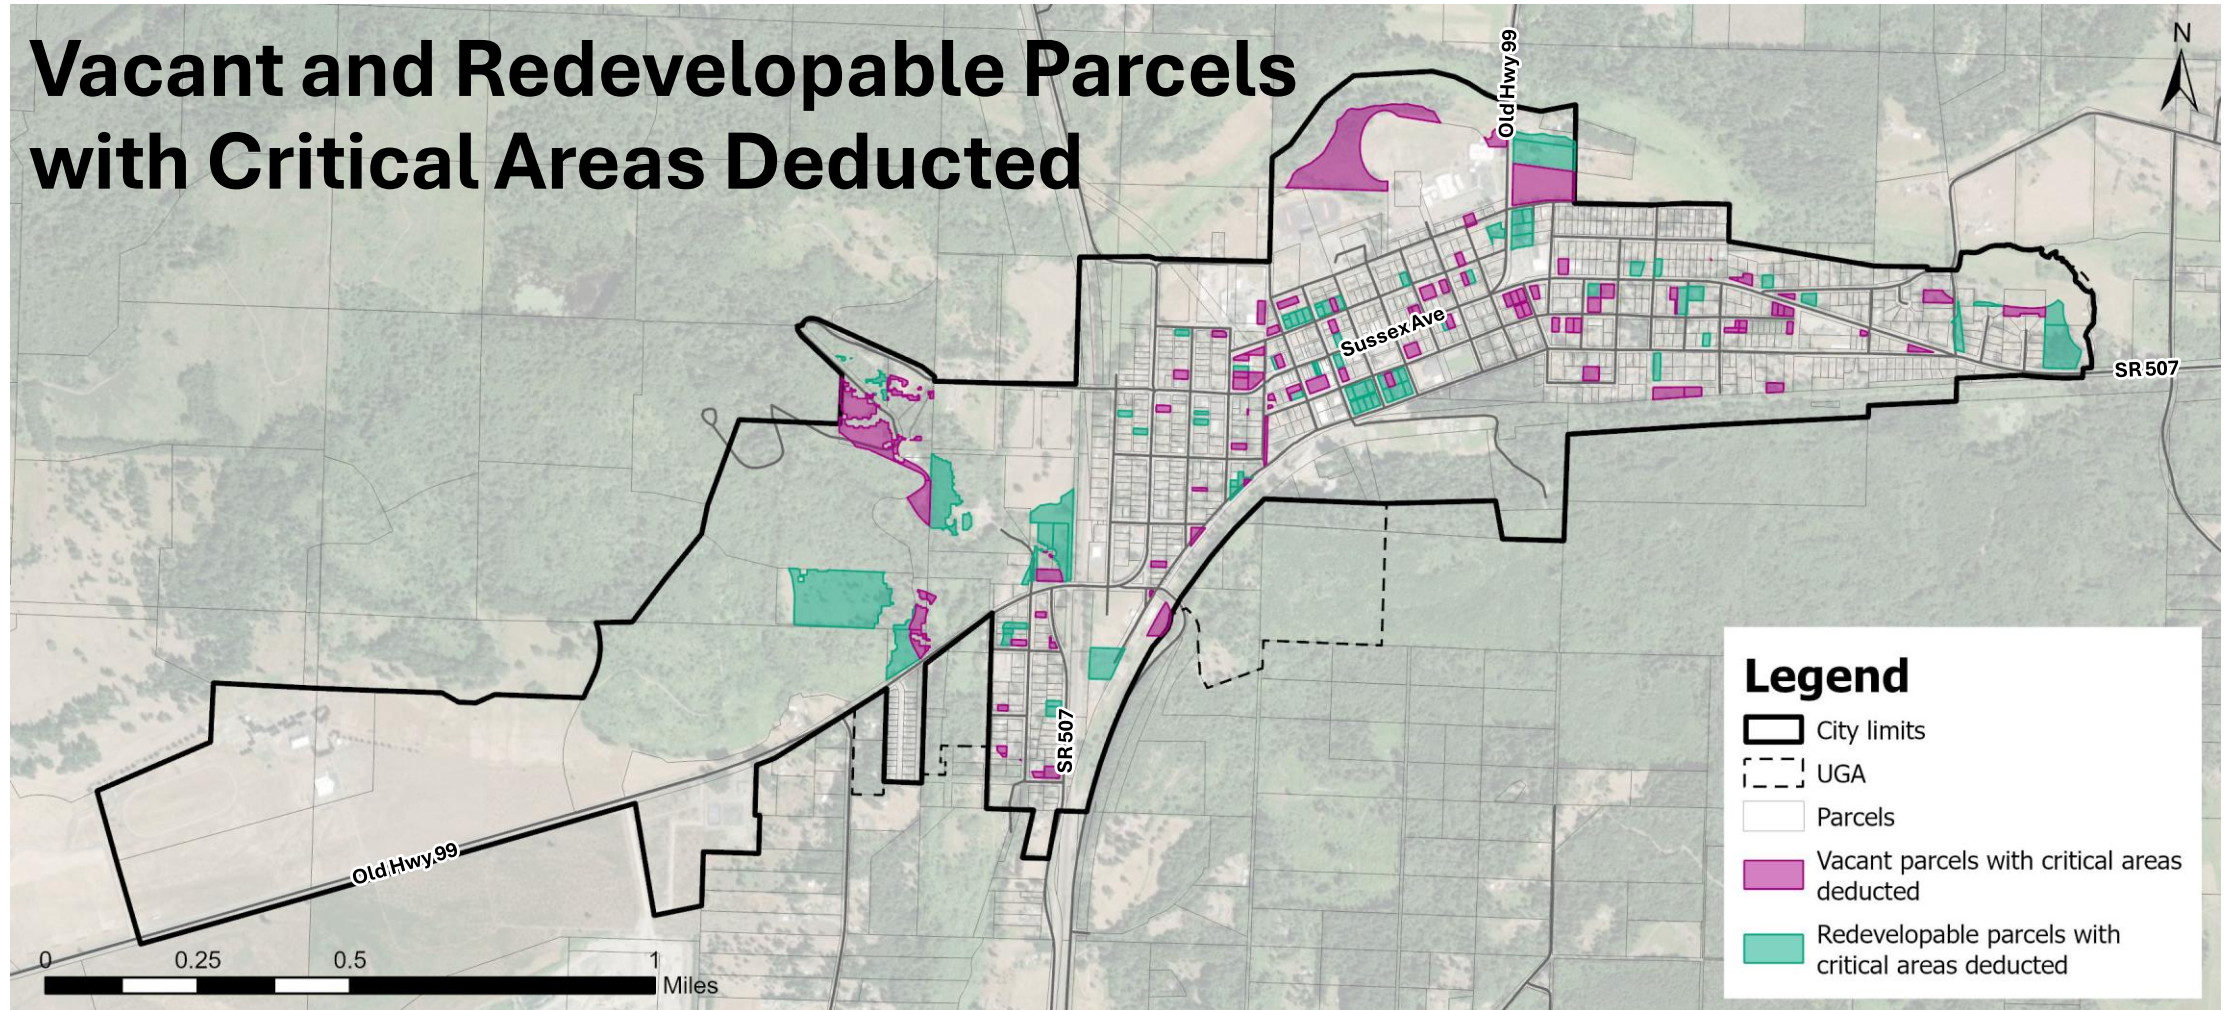 Vacant and Redevelopable Parcels
with Critical Areas Deducted
Old Hwy 99
N
Sussex Ave
SR 507
SR 507
Old Hwy 99
0 0.25 0.5 1
Miles
Legend
City limits
UGA
Parcels
Vacant parcels with critical areas
deducted
Redevelopable parcels with
critical areas deducted